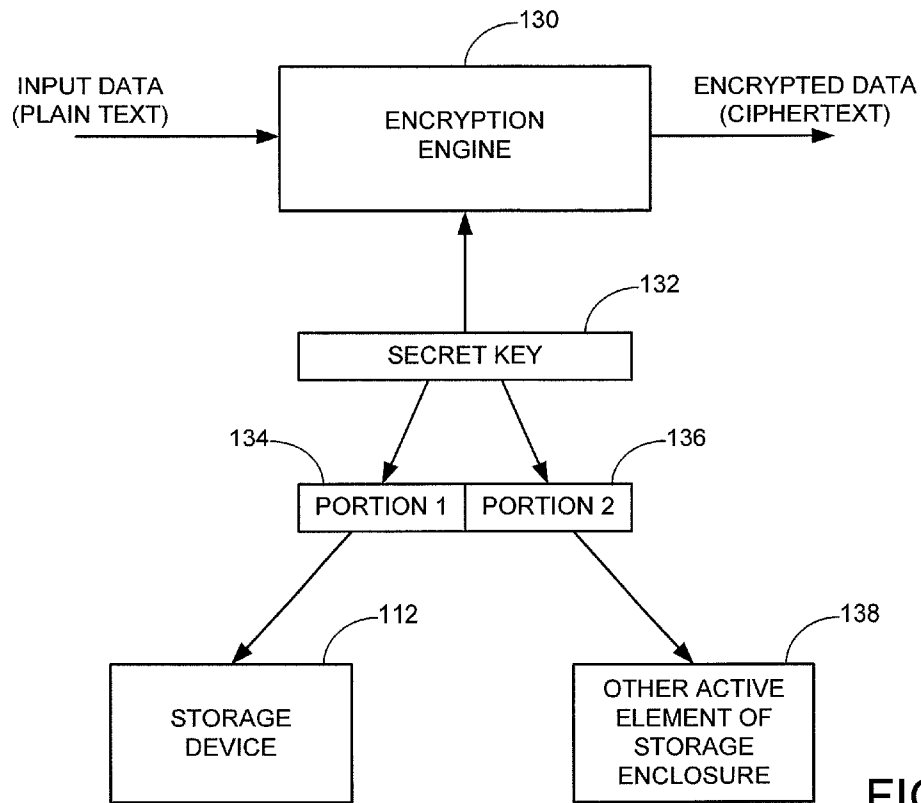 130
INPUT DATA
(PLAIN TEXT)
ENCRYPTION
ENGINE
ENCRYPTED DATA
(CIPHERTEXT)
132
SECRET KEY
134
136
PORTION 1
PORTION 2
112
138
STORAGE
DEVICE
OTHER ACTIVE
ELEMENT OF
STORAGE
ENCLOSURE